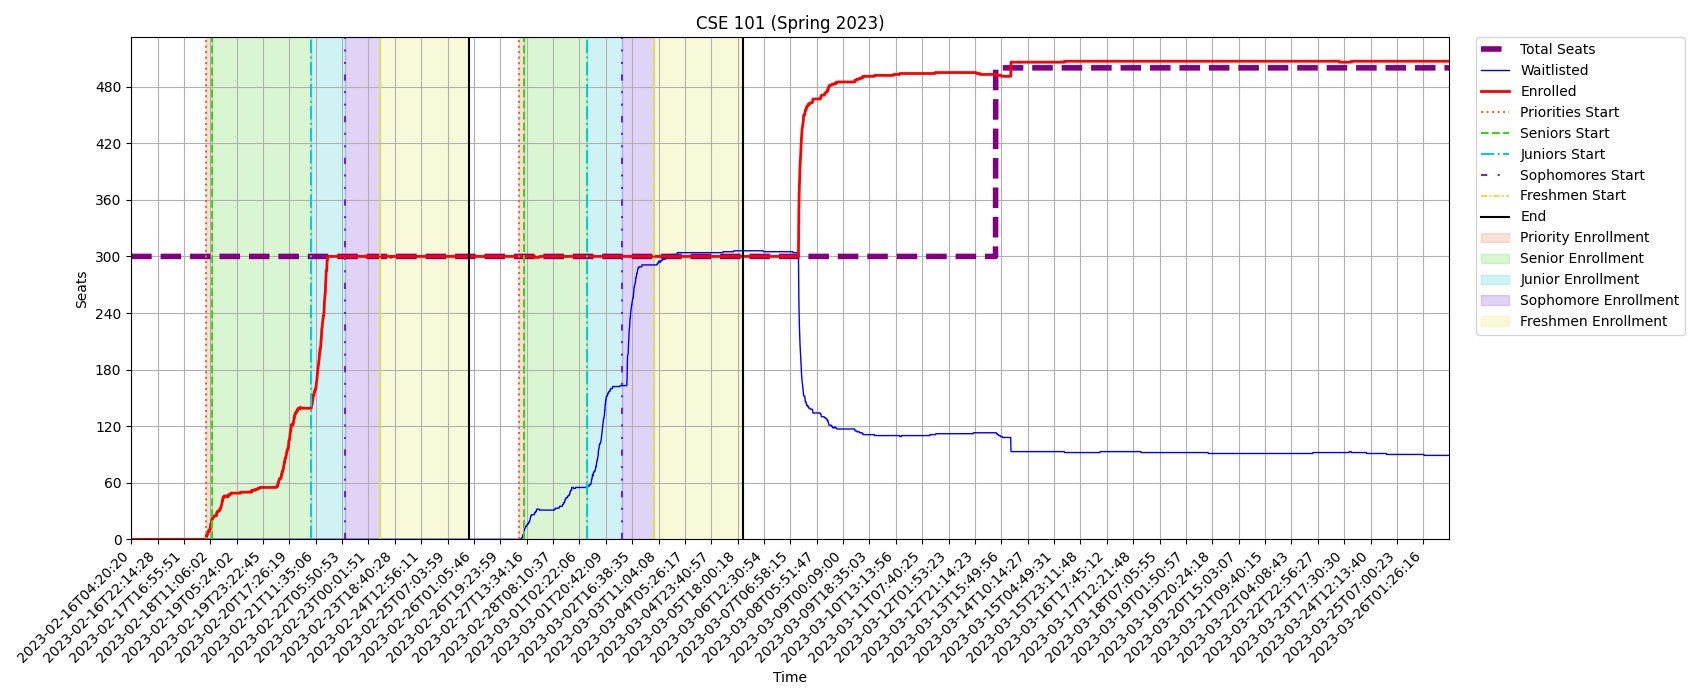 CSE 101 (Spring 2023)
Seats
480
420
360
300
240
180
120
60
0
2023-02-16T04:20:20
2023-02-16T22:14:28
2023-02-17T16:55:51
2023-02-18T11:06:02
2023-02-19T05:24:02
2023-02-19T23:22:45
2023-02-20T17:26:19
2023-02-21T11:35:06
2023-02-22T05:50:53
2023-02-23T00:01:51
2023-02-23T18:40:28
2023-02-24T12:56:11
2023-02-25T07:03:59
2023-02-26T01:05:46
2023-02-26T19:23:59
2023-02-27T13:34:16
2023-02-28T08:10:37
2023-03-01T02:22:06
2023-03-01T20:42:09
2023-03-02T16:38:35
2023-03-03T11:04:08
2023-03-04T05:26:17
2023-03-04T23:40:57
2023-03-05T18:00:18
2023-03-06T12:30:54
2023-03-07T06:58:15
2023-03-08T05:51:47
2023-03-09T00:09:00
2023-03-09T18:35:03
2023-03-10T13:13:56
2023-03-11T07:40:25
2023-03-12T01:53:23
2023-03-12T21:14:23
2023-03-13T15:49:56
2023-03-14T10:14:27
2023-03-15T04:49:31
2023-03-15T23:11:48
2023-03-16T17:45:12
2023-03-17T12:21:48
2023-03-18T07:05:55
2023-03-19T01:50:57
2023-03-19T20:24:18
2023-03-20T15:03:07
2023-03-21T09:40:15
2023-03-22T04:08:43
2023-03-22T22:56:27
2023-03-23T17:30:30
2023-03-24T12:13:40
2023-03-25T07:00:23
2023-03-26T01:26:16
Time
Total Seats
Waitlisted
Enrolled
Priorities Start
Seniors Start
Juniors Start
Sophomores Start
Freshmen Start
End
Priority Enrollment
Senior Enrollment
Junior Enrollment
Sophomore Enrollment
Freshmen Enrollment